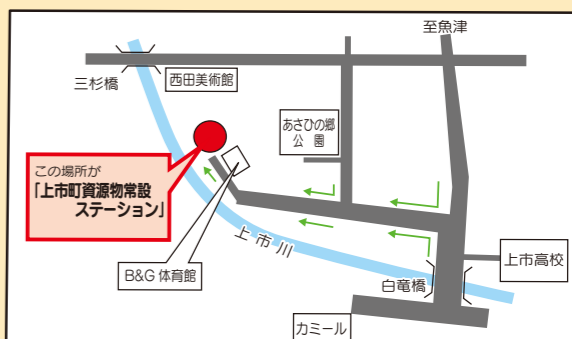 至魚津
三杉橋
西田美術館
あさひの郷
公園
この場所が
「上市町資源物常設
ステーション」
上市川
B&G 体育館
白竜橋
上市高校
カミール